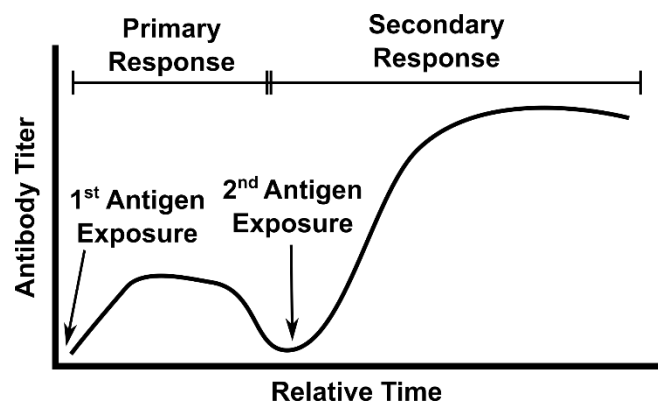 Primary
Response
Secondary
Response
Antibody Titer
1st Antigen
Exposure
2nd Antigen
Exposure
Relative Time